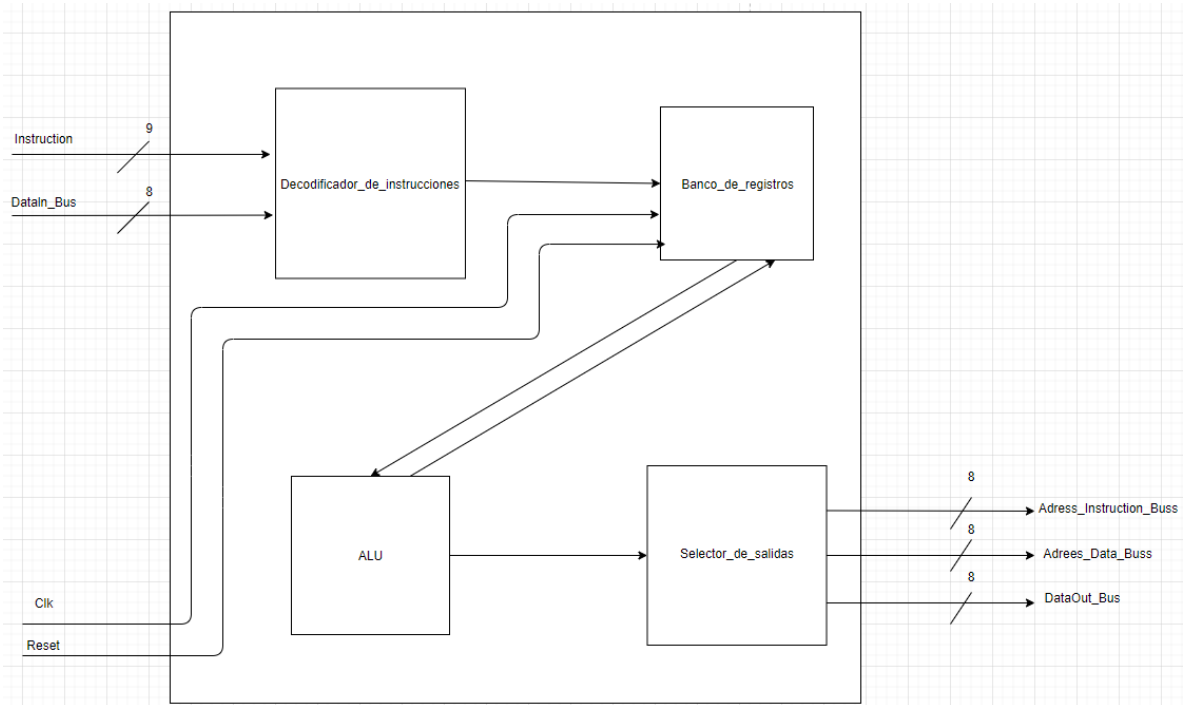 Instruction
9
DataIn_Bus
8
Decodificador_de_instrucciones
Banco_de_registros
ALU
Selector_de_salidas
8
Adress_Instruction_Buss
8
Adrees_Data_Buss
8
DataOut_Bus
Clk
Reset